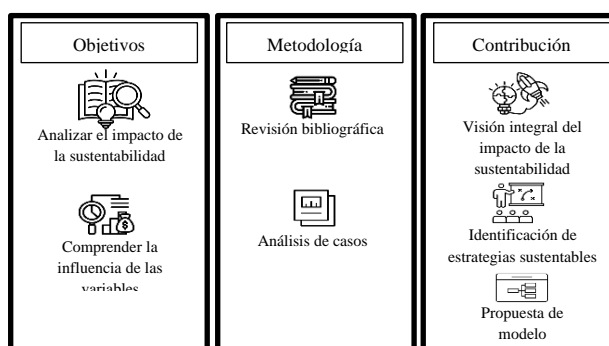 Objetivos
Analizar el impacto de
la sustentabilidad
Comprender la
influencia de las
variables
Metodología
Revisión bibliográfica
Análisis de casos
Contribución
Visión integral del
impacto de la
sustentabilidad
Identificación de
estrategias sustentables
Propuesta de
modelo